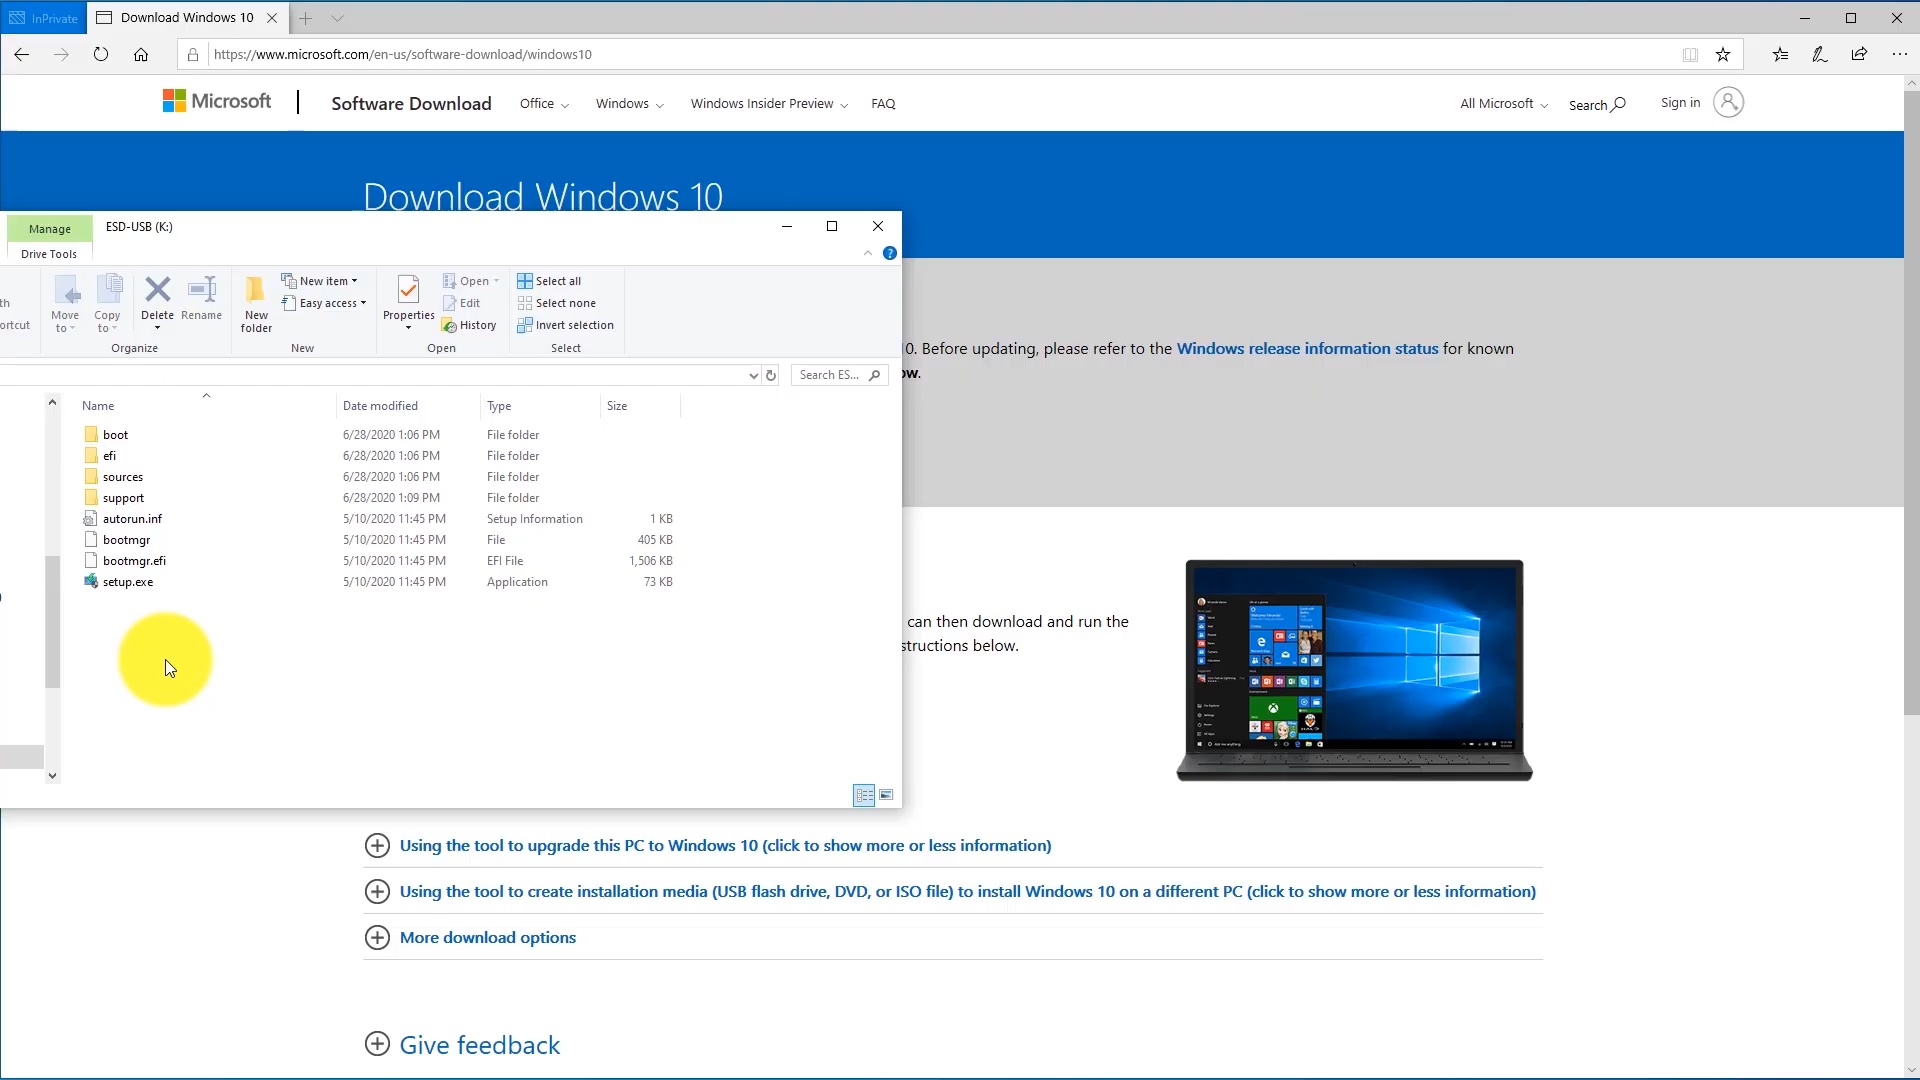 InPrivate
Download Windows 10
https://www.microsoft.com/en-us/software-download/windows10
Microsoft
Software Download
Office
Windows
Windows Insider Preview
FAQ
All Microsoft
Search
Sign in
Download Windows 10
Manage
ESD-USB (K:)
Drive Tools
th
ortcut
Move to
Copy to
Delete
Rename
Organize
New folder
New item
Easy access
New
Properties
Open
Edit
History
Open
Select all
Select none
Invert selection
Select
Search ES...
Name Date modified Type Size
boot 6/28/2020 1:06 PM File folder
efi 6/28/2020 1:06 PM File folder
sources 6/28/2020 1:06 PM File folder
support 6/28/2020 1:09 PM File folder
autorun.inf 5/10/2020 11:45 PM Setup Information 1 KB
bootmgr 5/10/2020 11:45 PM File 405 KB
bootmgr.efi 5/10/2020 11:45 PM EFI File 1,506 KB
setup.exe 5/10/2020 11:45 PM Application 73 KB
0. Before updating, please refer to the Windows release information status for known
ow.
can then download and run the
structions below.
Using the tool to upgrade this PC to Windows 10 (click to show more or less information)
Using the tool to create installation media (USB flash drive, DVD, or ISO file) to install Windows 10 on a different PC (click to show more or less information)
More download options
Give feedback